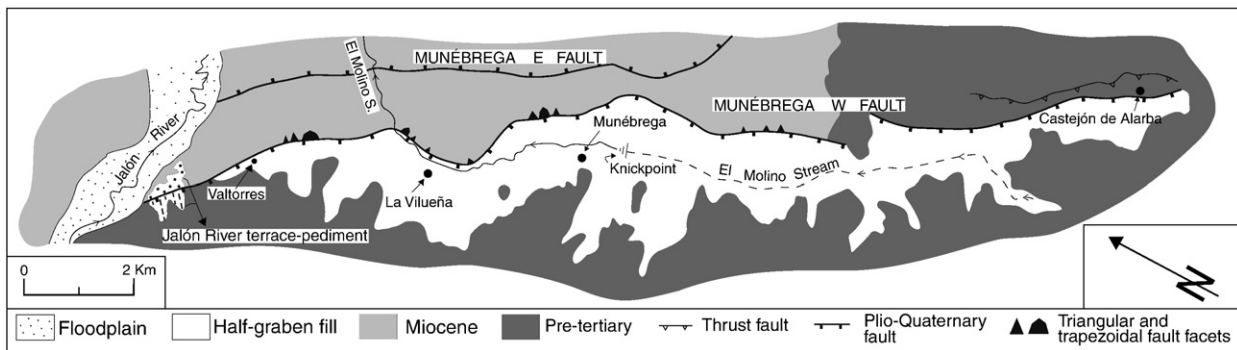 El Molino S.
MUNÉBREGA E FAULT
MUNÉBREGA W FAULT
Castejón de Alarba
Jalón River
Munébrega
Knickpoint
El Molino Stream
Valtorres
La Vilueña
Jalón River terrace-pediment
0 2 Km
N
Floodplain
Half-graben fill
Miocene
Pre-tertiary
Thrust fault
Plio-Quaternary
fault
Triangular and
trapezoidal fault facets